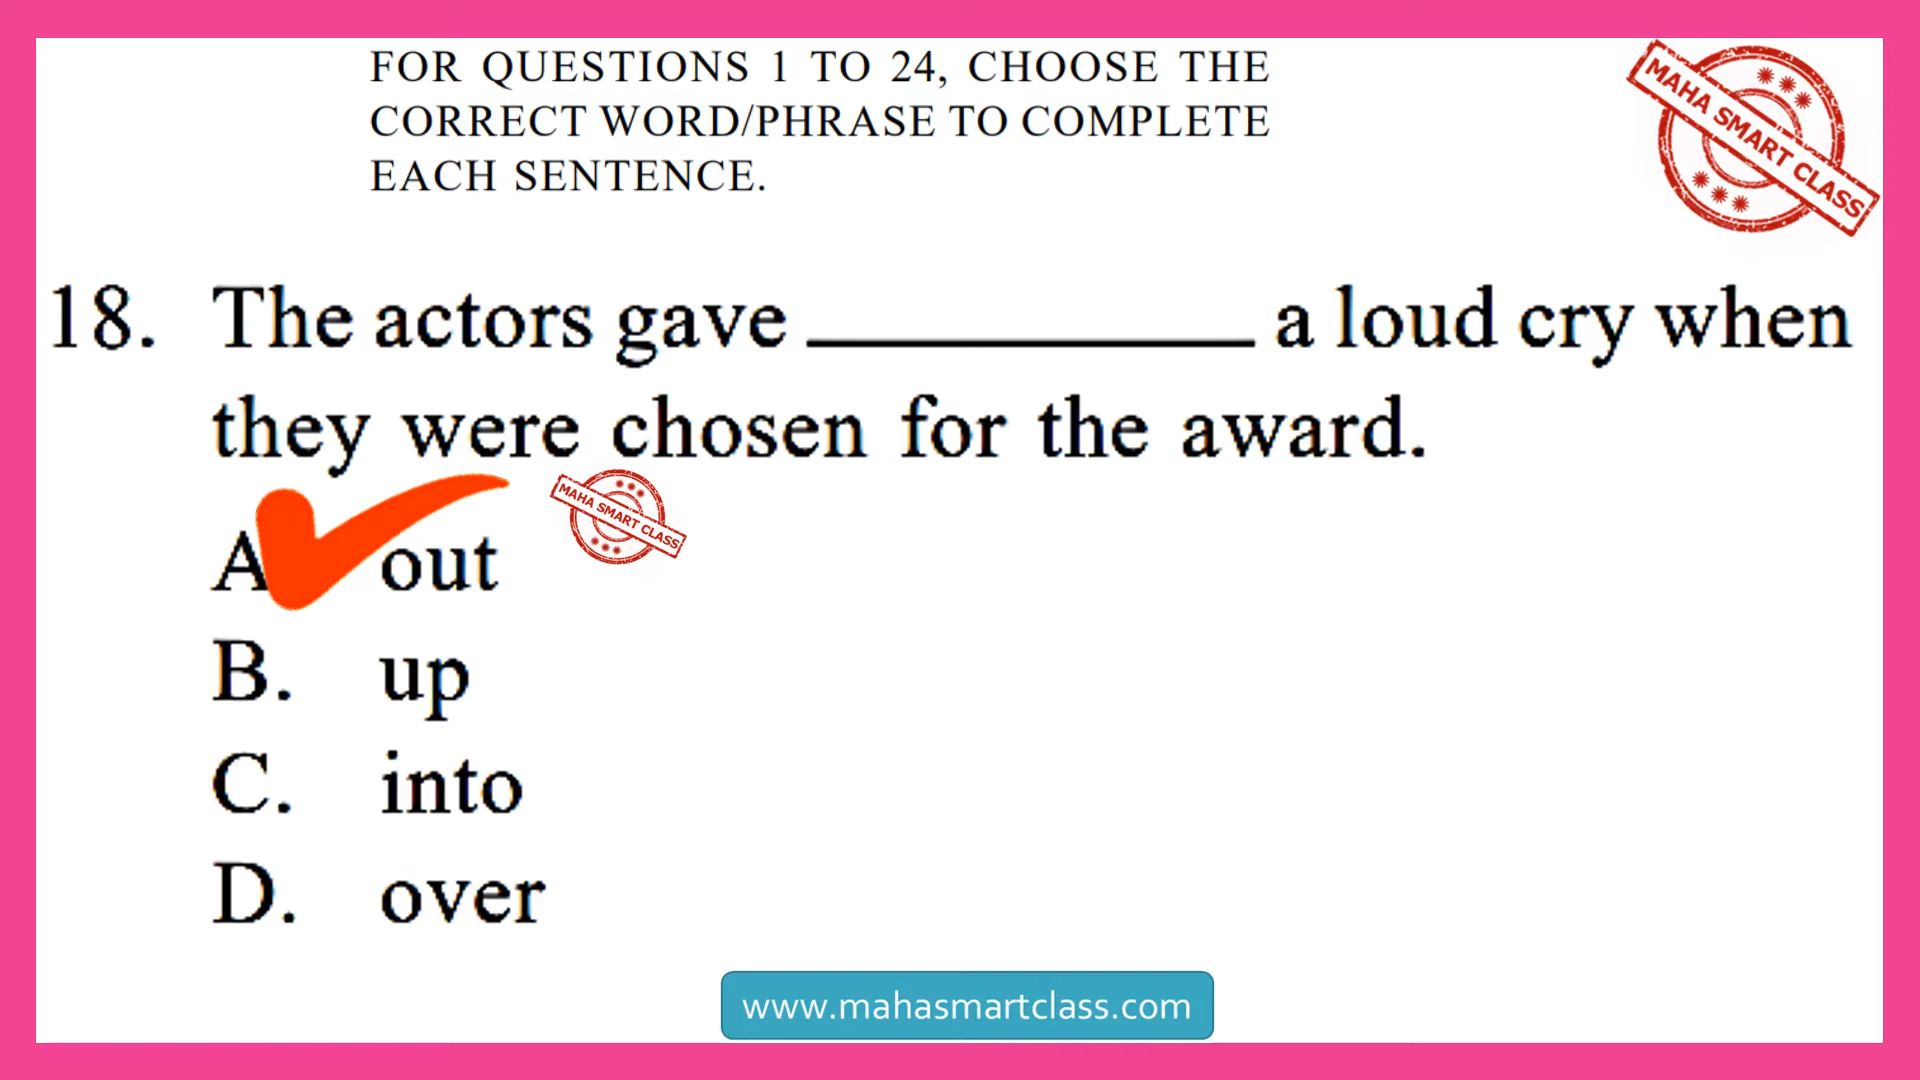 FOR QUESTIONS 1 TO 24, CHOOSE THE
CORRECT WORD/PHRASE TO COMPLETE
EACH SENTENCE.
MAHA SMART CLASS
18. The actors gave ____________ a loud cry when
they were chosen for the award.
MAHA SMART CLASS
A out
B. up
C. into
D. over
www.mahasmartclass.com